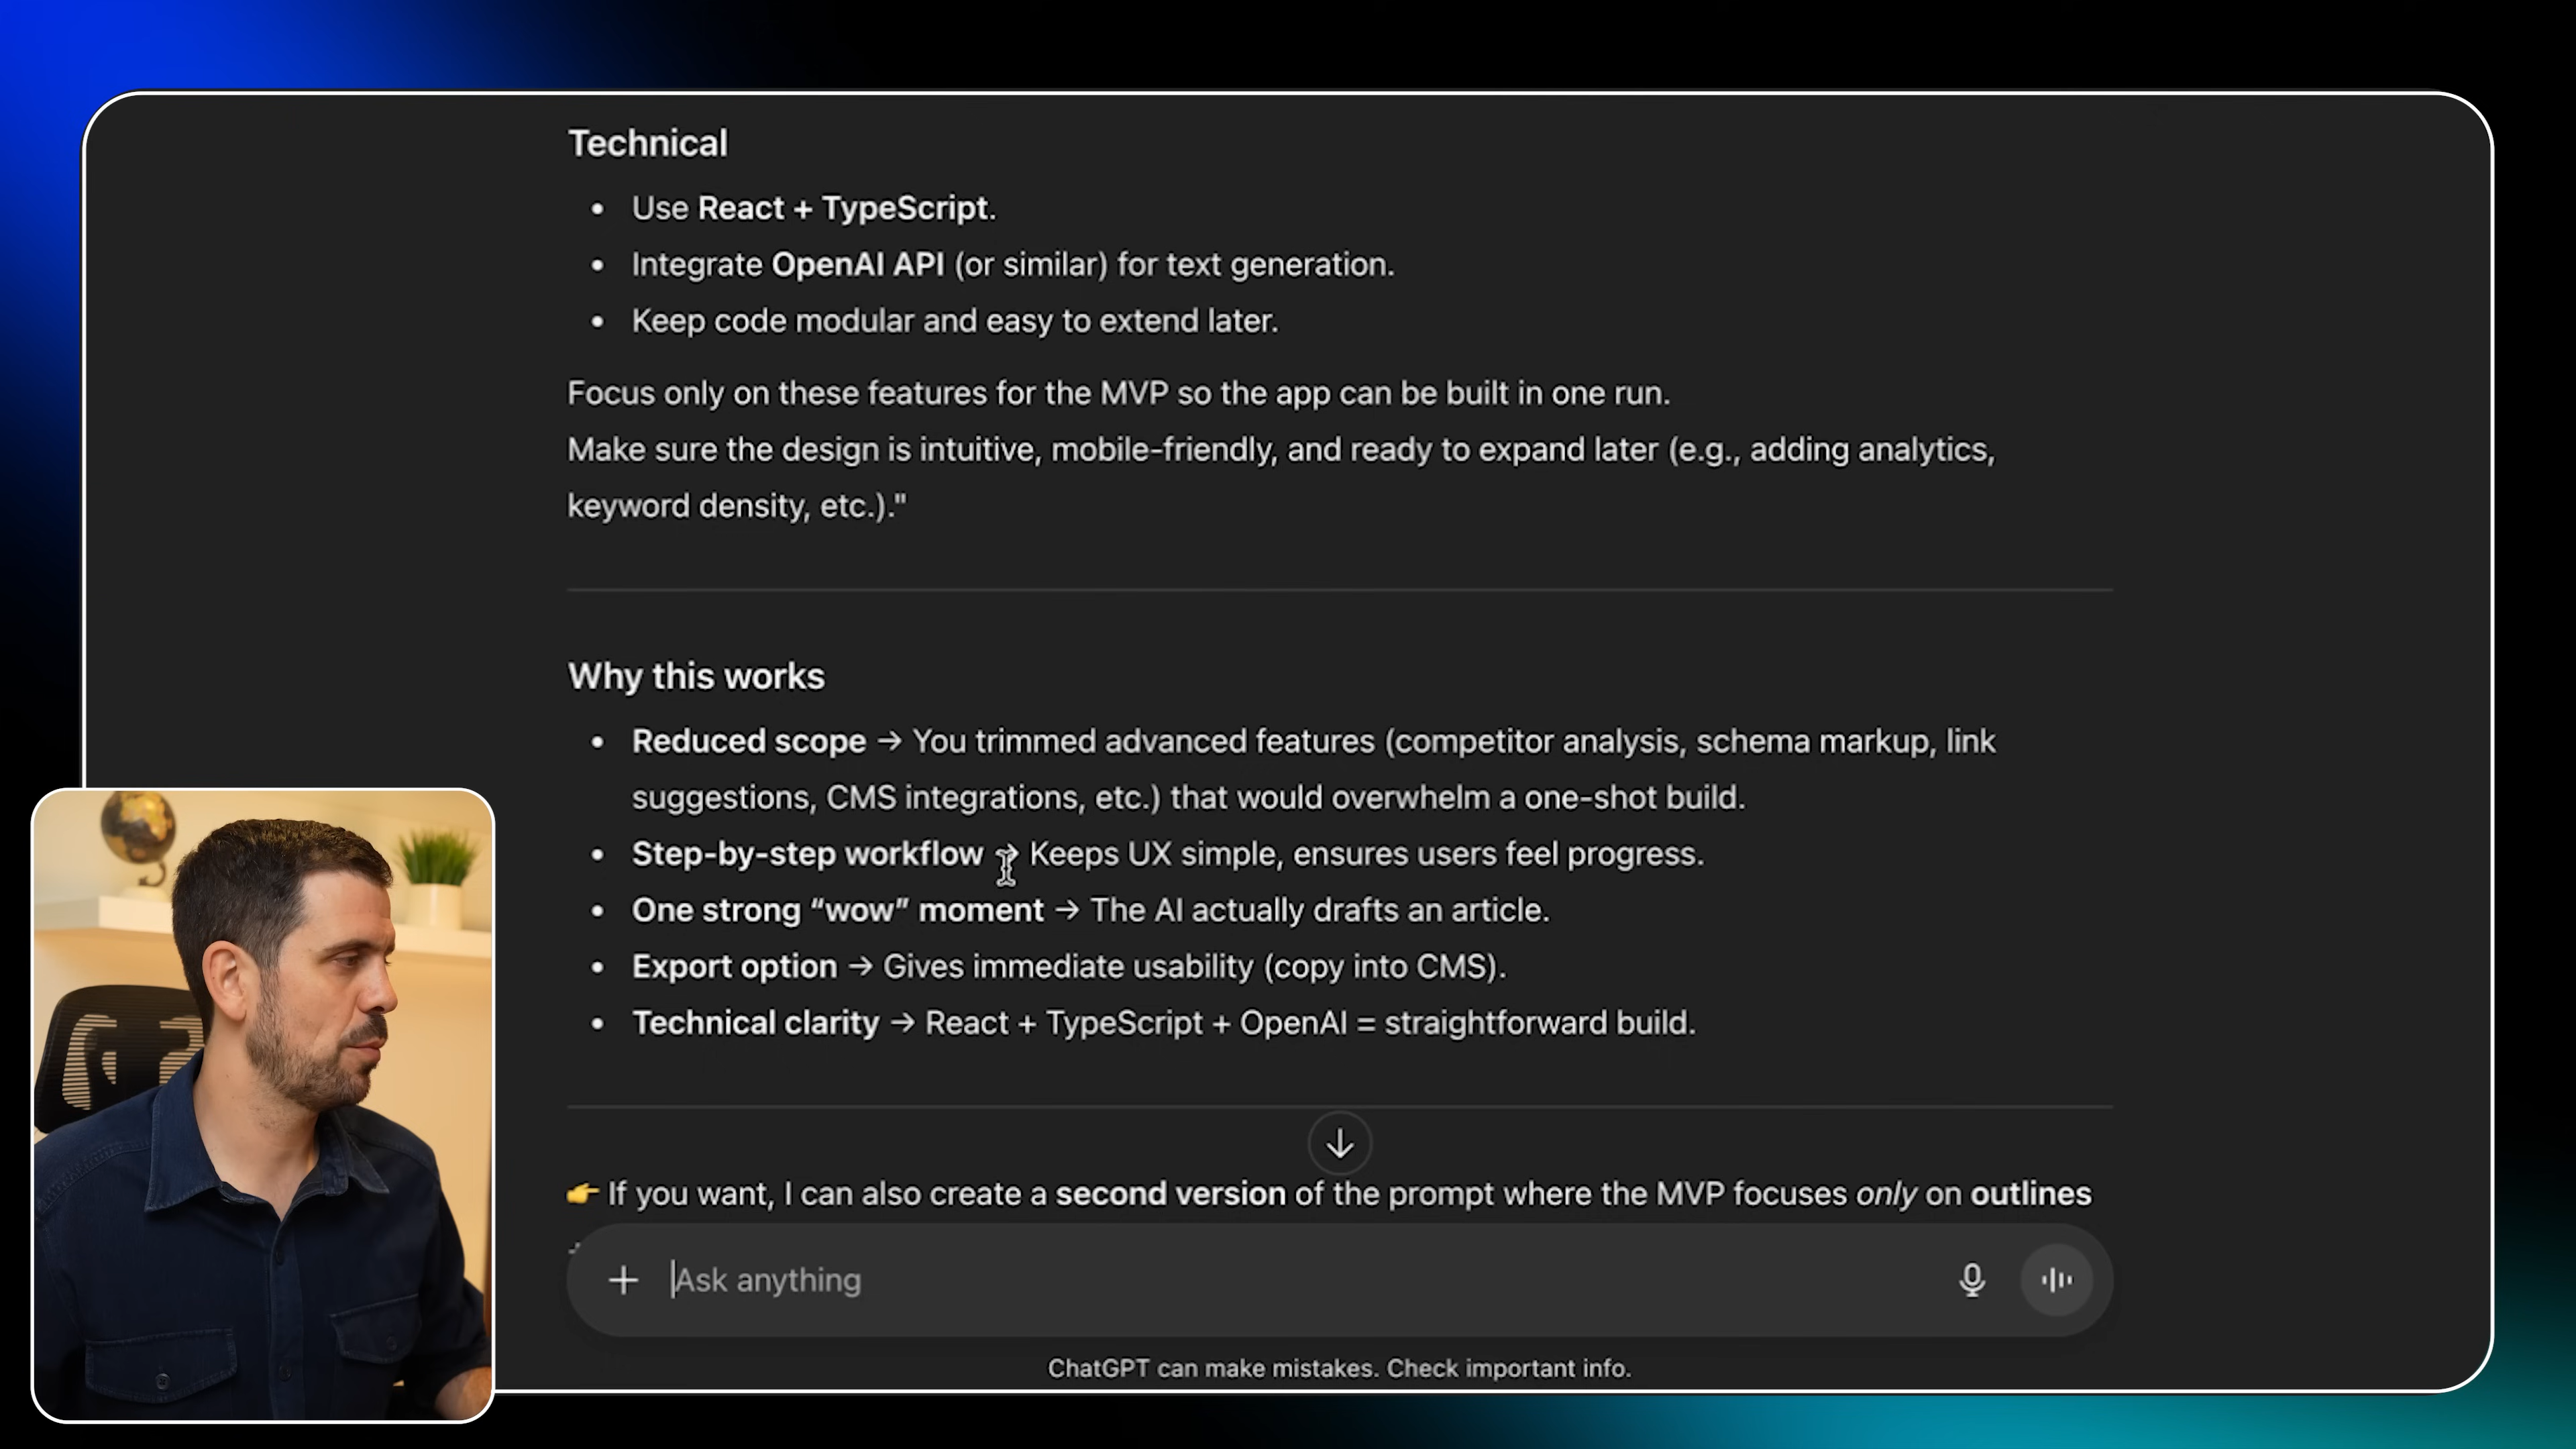 Technical
• Use React + TypeScript.
• Integrate OpenAI API (or similar) for text generation.
• Keep code modular and easy to extend later.
Focus only on these features for the MVP so the app can be built in one run.
Make sure the design is intuitive, mobile-friendly, and ready to expand later (e.g., adding analytics,
keyword density, etc.)."
Why this works
• Reduced scope → You trimmed advanced features (competitor analysis, schema markup, link
suggestions, CMS integrations, etc.) that would overwhelm a one-shot build.
• Step-by-step workflow → Keeps UX simple, ensures users feel progress.
• One strong “wow” moment → The AI actually drafts an article.
• Export option → Gives immediate usability (copy into CMS).
• Technical clarity → React + TypeScript + OpenAI = straightforward build.
👉 If you want, I can also create a second version of the prompt where the MVP focuses only on outlines
Ask anything
ChatGPT can make mistakes. Check important info.